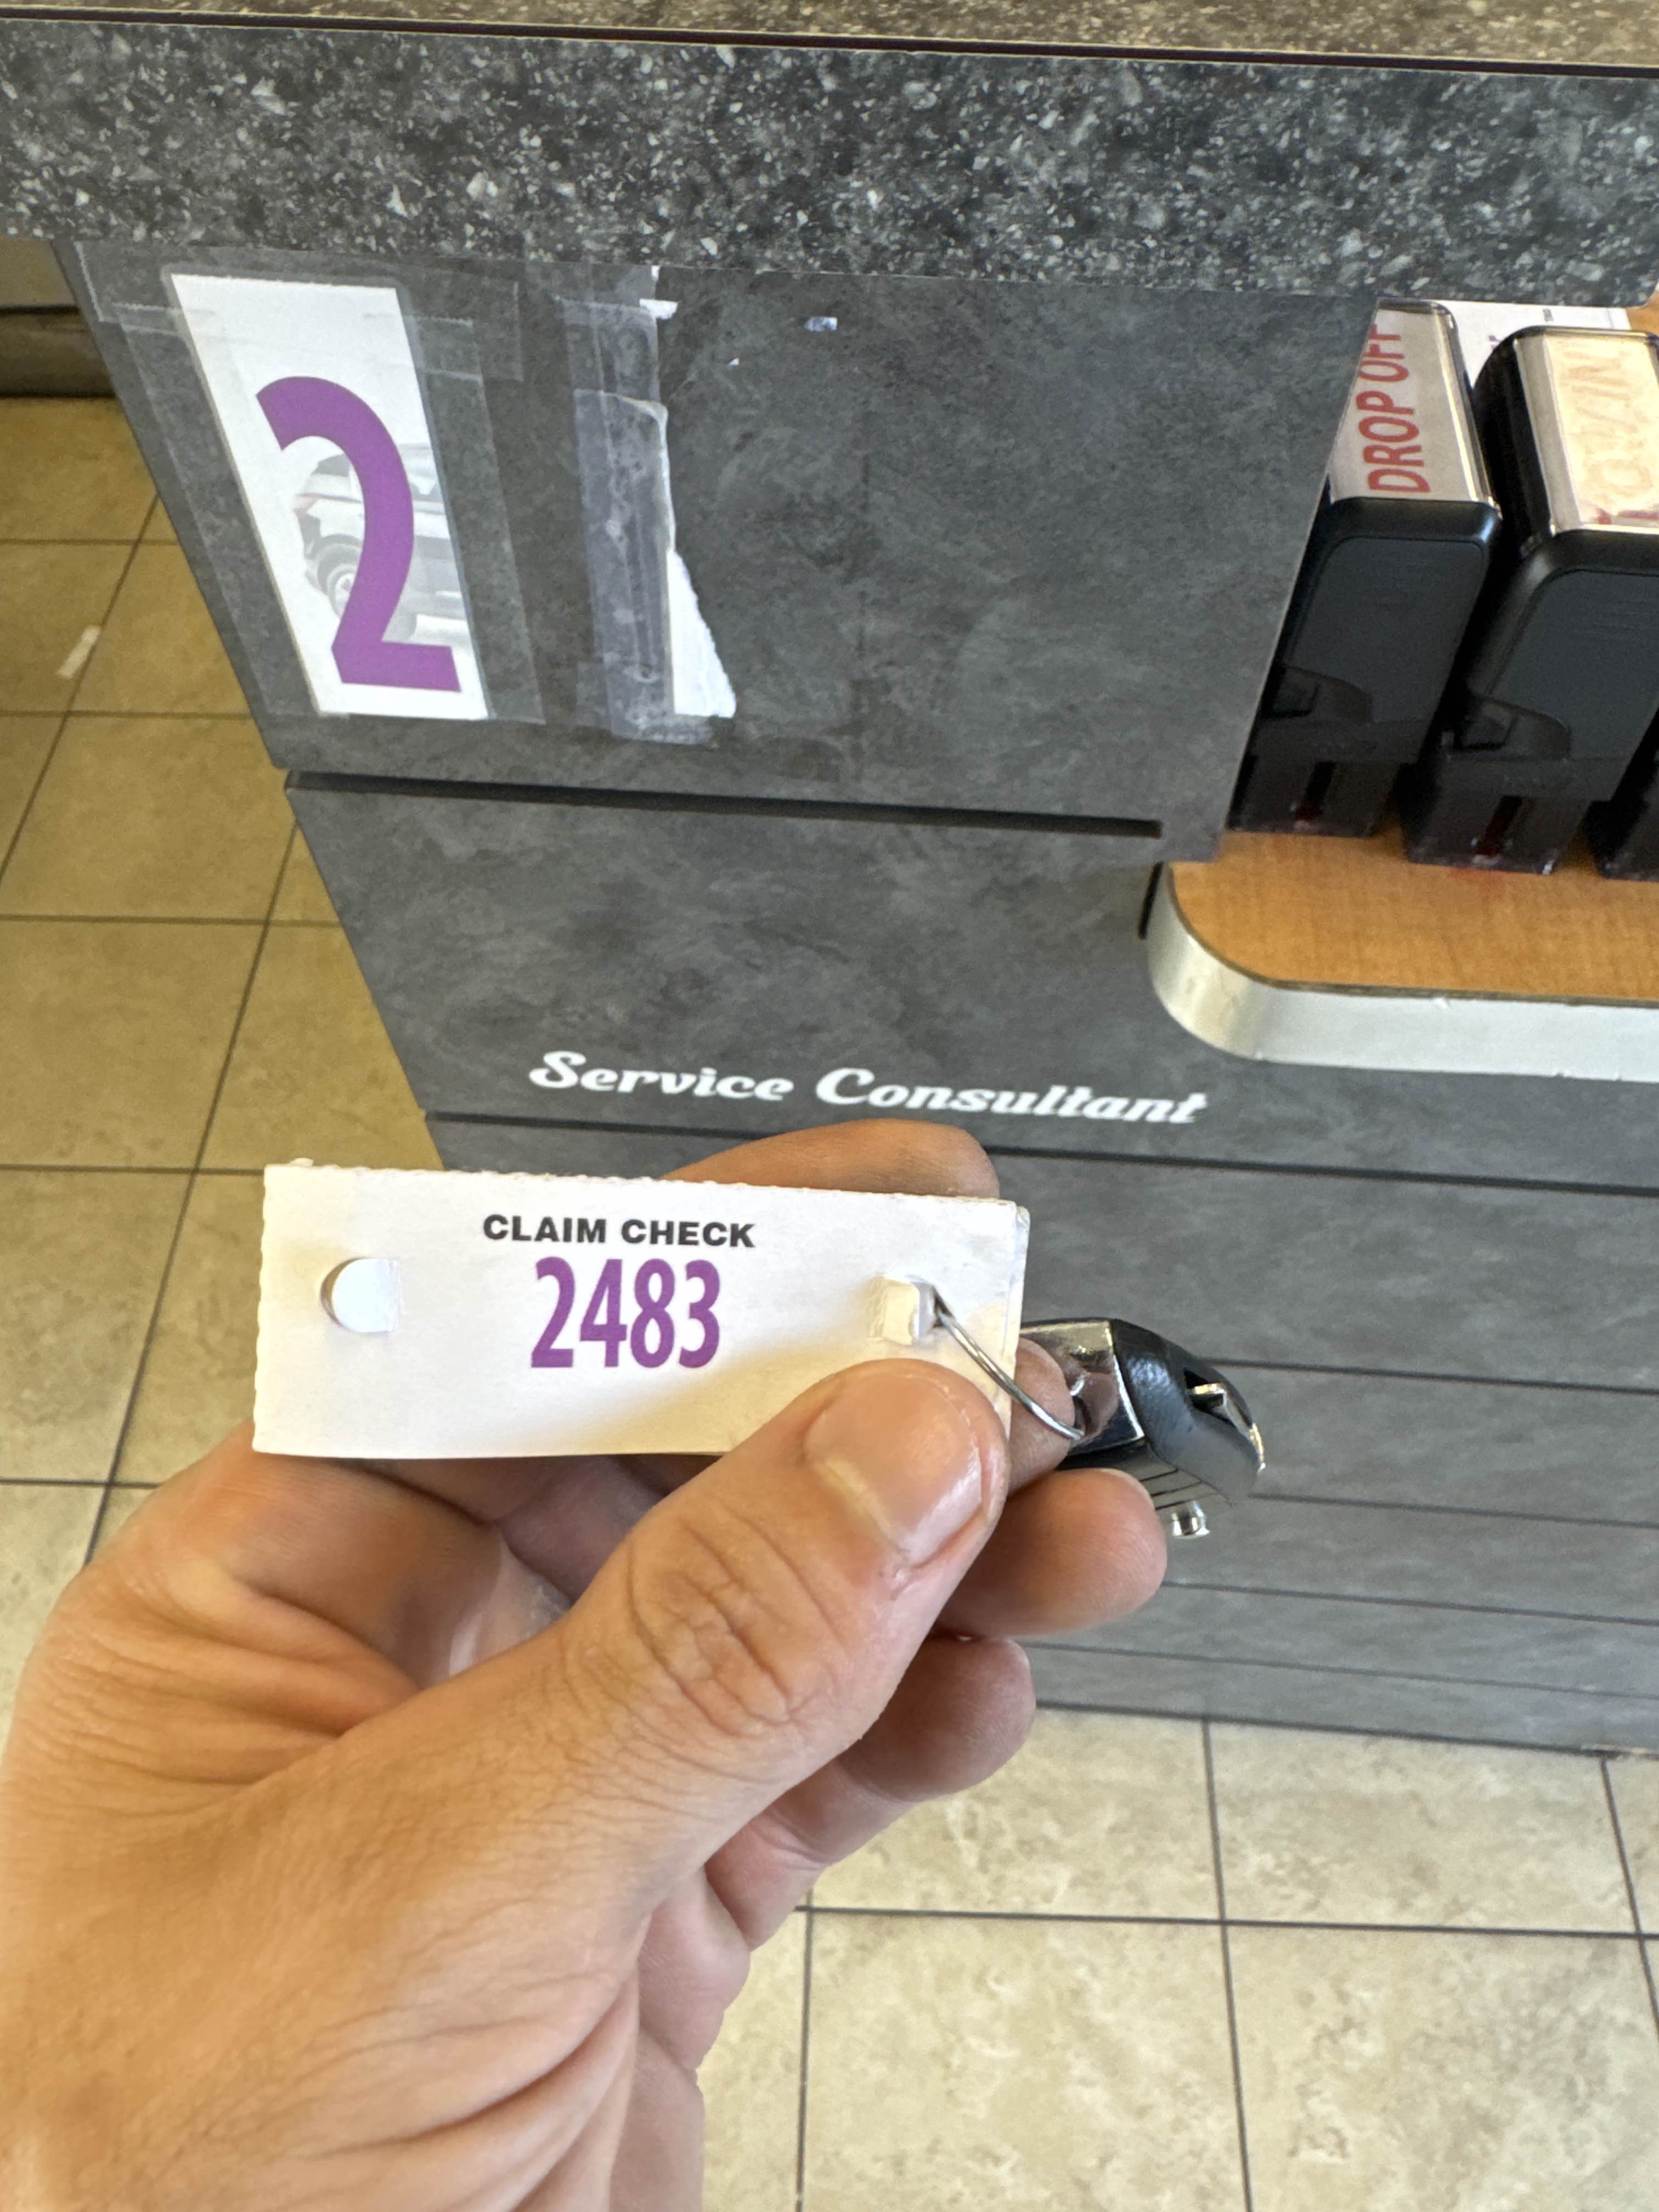 2
DROP OFF
Service Consultant
CLAIM CHECK
2483